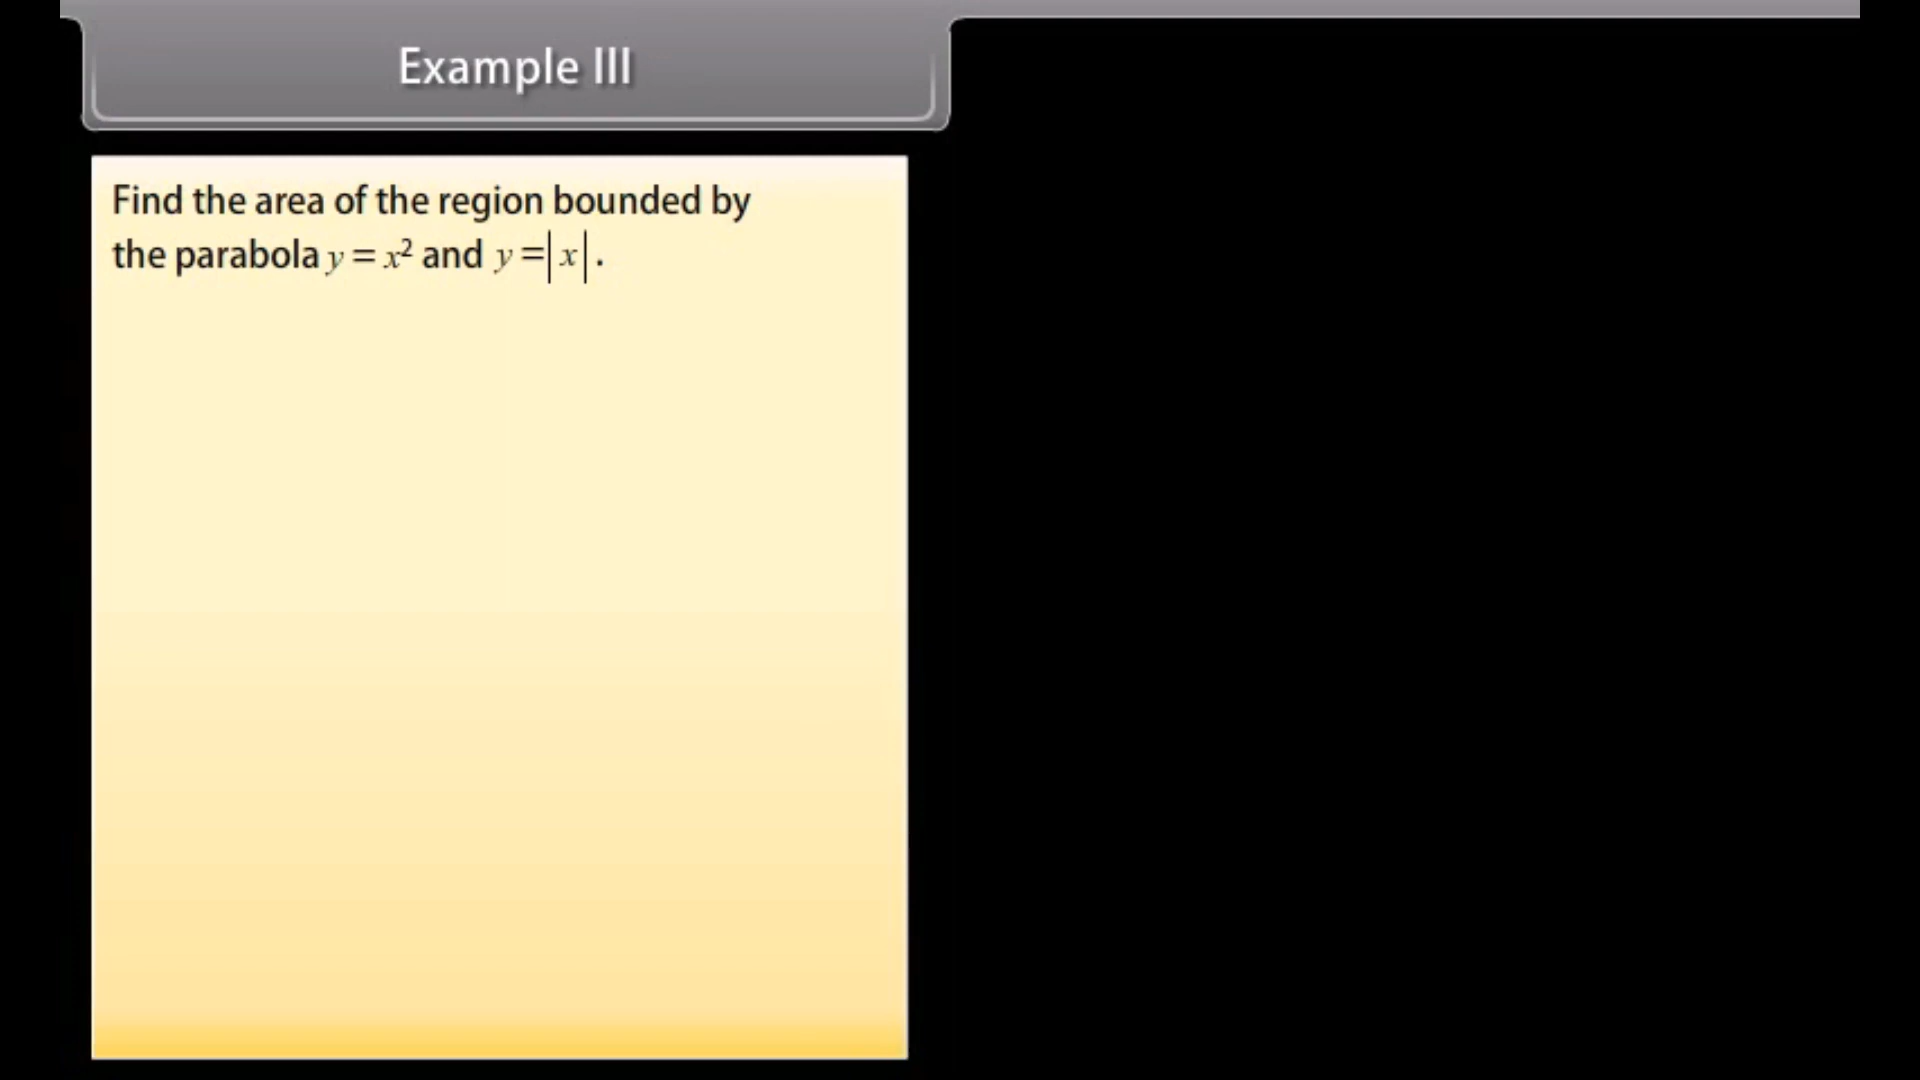 Example III
Find the area of the region bounded by
the parabola y = x² and y =| x | .